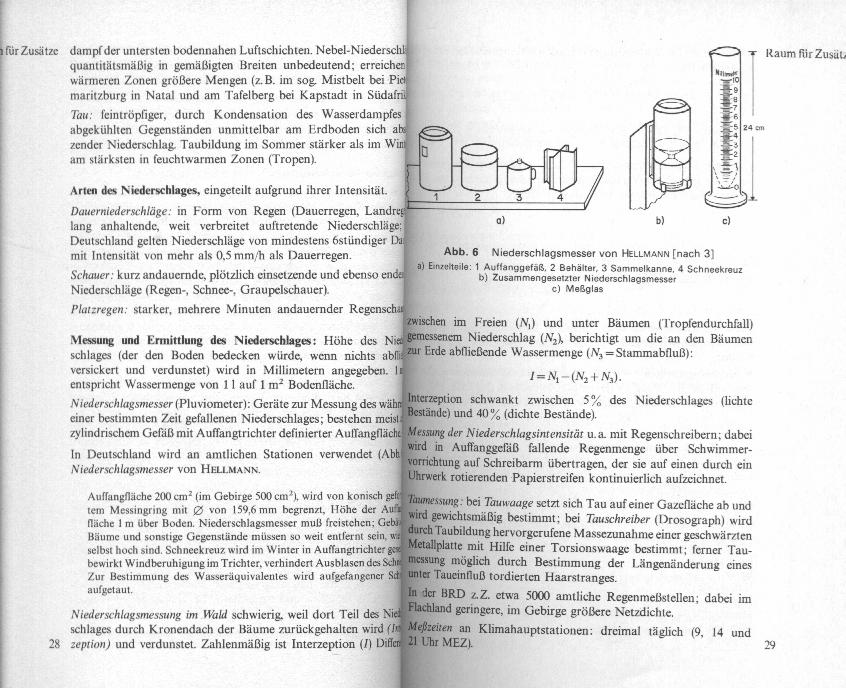 für Zusätze
dampf der untersten bodennahen Luftschichten. Nebel-Niederschl
quantitätsmäßig in gemäßigten Breiten unbedeutend; erreichen
wärmeren Zonen größere Mengen (z. B. im sog. Mistbelt bei Piet
maritzburg in Natal und am Tafelberg bei Kapstadt in Südafri
Tau: feintröpfiger, durch Kondensation des Wasserdampfes
abgekühlten Gegenständen unmittelbar am Erdboden sich abs
zender Niederschlag. Taubildung im Sommer stärker als im Win
am stärksten in feuchtwarmen Zonen (Tropen).
Arten des Niederschlages, eingeteilt aufgrund ihrer Intensität.
Dauerniederschläge: in Form von Regen (Dauerregen, Landreg
lang anhaltende, weit verbreitet auftretende Niederschläge;
Deutschland gelten Niederschläge von mindestens 6stündiger Da
mit Intensität von mehr als 0,5 mm/h als Dauerregen.
Schauer: kurz andauernde, plötzlich einsetzende und ebenso ende
Niederschläge (Regen-, Schnee-, Graupelschauer).
Platzregen: starker, mehrere Minuten andauernder Regenscha
Messung und Ermittlung des Niederschlages: Höhe des Nie
schlages (der den Boden bedecken würde, wenn nichts abfli
versickert und verdunstet) wird in Millimetern angegeben. 1
entspricht Wassermenge von 1 l auf 1 m² Bodenfläche.
Niederschlagsmesser (Pluviometer): Geräte zur Messung des wäh
einer bestimmten Zeit gefallenen Niederschlages; bestehen meist
zylindrischem Gefäß mit Auffangtrichter definierter Auffangfläche
In Deutschland wird an amtlichen Stationen verwendet (Abb
Niederschlagsmesser von HELLMANN.
Auffangfläche 200 cm² (im Gebirge 500 cm²), wird von konisch gefo
tem Messingring mit ∅ von 159,6 mm begrenzt, Höhe der Auffa
fläche 1 m über Boden. Niederschlagsmesser muß freistehen; Gebä
Bäume und sonstige Gegenstände müssen so weit entfernt sein, wie
selbst hoch sind. Schneekreuz wird im Winter in Auffangtrichter gese
bewirkt Windberuhigung im Trichter, verhindert Ausblasen des Schn
Zur Bestimmung des Wasseräquivalentes wird aufgefangener Sch
aufgetaut.
Niederschlagsmessung im Wald schwierig, weil dort Teil des Nie
schlages durch Kronendach der Bäume zurückgehalten wird (In
zeption) und verdunstet. Zahlenmäßig ist Interzeption (I) Differ
28
Raum für Zusätz
Millimeter
10
9
8
7
6
5
4
3
2
1
0
24 cm
1 2 3 4
a) b) c)
Abb. 6 Niederschlagsmesser von HELLMANN [nach 3]
a) Einzelteile: 1 Auffanggefäß, 2 Behälter, 3 Sammelkanne, 4 Schneekreuz
b) Zusammengesetzter Niederschlagsmesser
c) Meßglas
zwischen im Freien (N₁) und unter Bäumen (Tropfendurchfall)
gemessenem Niederschlag (N₂), berichtigt um die an den Bäumen
zur Erde abfließende Wassermenge (N₃ = Stammabfluß):
I = N₁ − (N₂ + N₃).
Interzeption schwankt zwischen 5 % des Niederschlages (lichte
Bestände) und 40 % (dichte Bestände).
Messung der Niederschlagsintensität u. a. mit Regenschreibern; dabei
wird in Auffanggefäß fallende Regenmenge über Schwimmer-
vorrichtung auf Schreibarm übertragen, der sie auf einen durch ein
Uhrwerk rotierenden Papierstreifen kontinuierlich aufzeichnet.
Taumessung: bei Tauwaage setzt sich Tau auf einer Gazefläche ab und
wird gewichtsmäßig bestimmt; bei Tauschreiber (Drosograph) wird
durch Taubildung hervorgerufene Massezunahme einer geschwärzten
Metallplatte mit Hilfe einer Torsionswaage bestimmt; ferner Tau-
messung möglich durch Bestimmung der Längenänderung eines
unter Taueinfluß tordierten Haarstranges.
In der BRD z. Z. etwa 5000 amtliche Regenmeßstellen; dabei im
Flachland geringere, im Gebirge größere Netzdichte.
Meßzeiten an Klimahauptstationen: dreimal täglich (9, 14 und
21 Uhr MEZ).
29